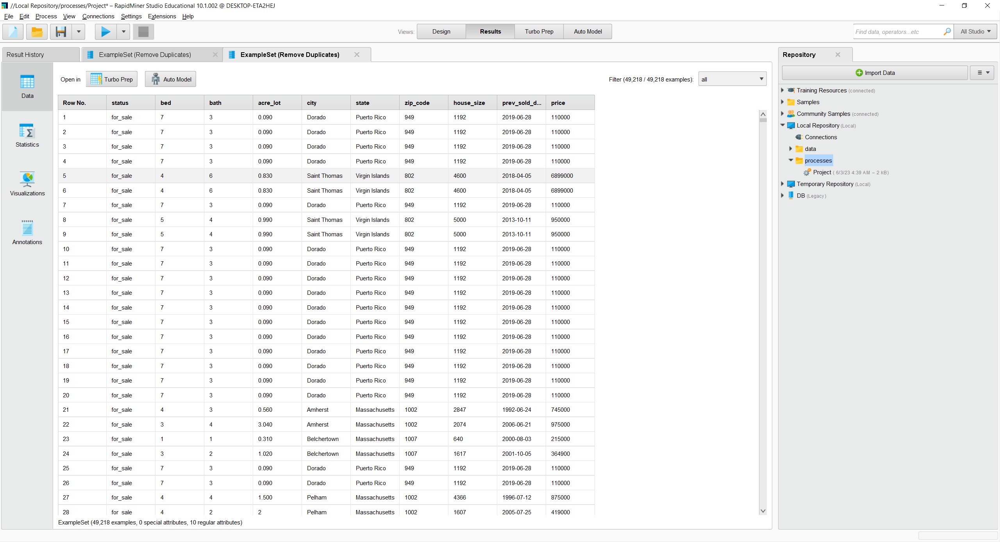 //Local Repository/processes/Project* – RapidMiner Studio Educational 10.1.002 @ DESKTOP-ETA2HEJ
File Edit Process View Connections Settings Extensions Help
Views: Design Results Turbo Prep Auto Model
Find data, operators...etc All Studio
Result History ExampleSet (Remove Duplicates) ExampleSet (Remove Duplicates)
Data
Statistics
Visualizations
Annotations
Open in Turbo Prep Auto Model Filter (49,218 / 49,218 examples): all
Row No. status bed bath acre_lot city state zip_code house_size prev_sold_d... price
1 for_sale 7 3 0.090 Dorado Puerto Rico 949 1192 2019-06-28 110000
2 for_sale 7 3 0.090 Dorado Puerto Rico 949 1192 2019-06-28 110000
3 for_sale 7 3 0.090 Dorado Puerto Rico 949 1192 2019-06-28 110000
4 for_sale 7 3 0.090 Dorado Puerto Rico 949 1192 2019-06-28 110000
5 for_sale 4 6 0.830 Saint Thomas Virgin Islands 802 4600 2018-04-05 6899000
6 for_sale 4 6 0.830 Saint Thomas Virgin Islands 802 4600 2018-04-05 6899000
7 for_sale 7 3 0.090 Dorado Puerto Rico 949 1192 2019-06-28 110000
8 for_sale 5 4 0.990 Saint Thomas Virgin Islands 802 5000 2013-10-11 950000
9 for_sale 5 4 0.990 Saint Thomas Virgin Islands 802 5000 2013-10-11 950000
10 for_sale 7 3 0.090 Dorado Puerto Rico 949 1192 2019-06-28 110000
11 for_sale 7 3 0.090 Dorado Puerto Rico 949 1192 2019-06-28 110000
12 for_sale 7 3 0.090 Dorado Puerto Rico 949 1192 2019-06-28 110000
13 for_sale 7 3 0.090 Dorado Puerto Rico 949 1192 2019-06-28 110000
14 for_sale 7 3 0.090 Dorado Puerto Rico 949 1192 2019-06-28 110000
15 for_sale 7 3 0.090 Dorado Puerto Rico 949 1192 2019-06-28 110000
16 for_sale 7 3 0.090 Dorado Puerto Rico 949 1192 2019-06-28 110000
17 for_sale 7 3 0.090 Dorado Puerto Rico 949 1192 2019-06-28 110000
18 for_sale 7 3 0.090 Dorado Puerto Rico 949 1192 2019-06-28 110000
19 for_sale 7 3 0.090 Dorado Puerto Rico 949 1192 2019-06-28 110000
20 for_sale 7 3 0.090 Dorado Puerto Rico 949 1192 2019-06-28 110000
21 for_sale 4 3 0.560 Amherst Massachusetts 1002 2847 1992-06-24 745000
22 for_sale 3 4 3.040 Amherst Massachusetts 1002 2074 2006-06-21 975000
23 for_sale 1 1 0.310 Belchertown Massachusetts 1007 640 2000-08-03 215000
24 for_sale 3 2 1.020 Belchertown Massachusetts 1007 1617 2001-10-05 364900
25 for_sale 7 3 0.090 Dorado Puerto Rico 949 1192 2019-06-28 110000
26 for_sale 7 3 0.090 Dorado Puerto Rico 949 1192 2019-06-28 110000
27 for_sale 4 4 1.500 Pelham Massachusetts 1002 4366 1996-07-12 875000
28 for_sale 4 2 2 Pelham Massachusetts 1002 1607 2005-07-25 419000
ExampleSet (49,218 examples, 0 special attributes, 10 regular attributes)
Repository
Import Data
Training Resources (connected)
Samples
Community Samples (connected)
Local Repository (Local)
Connections
data
processes
Project ( 6/3/23 4:39 AM – 2 kB)
Temporary Repository (Local)
DB (Legacy)